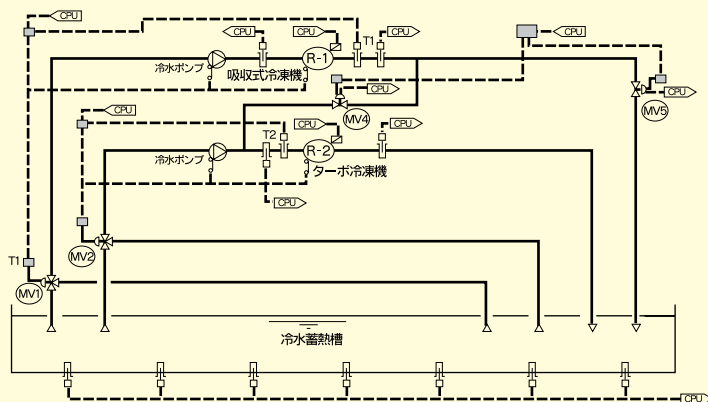 CPU
CPU
CPU
T1
CPU
CPU
冷水ポンプ
R-1
吸収式冷凍機
CPU
CPU
MV5
CPU
MV4
T2
CPU
CPU
冷水ポンプ
R-2
ターボ冷凍機
CPU
MV2
T1
MV1
冷水蓄熱槽
CPU